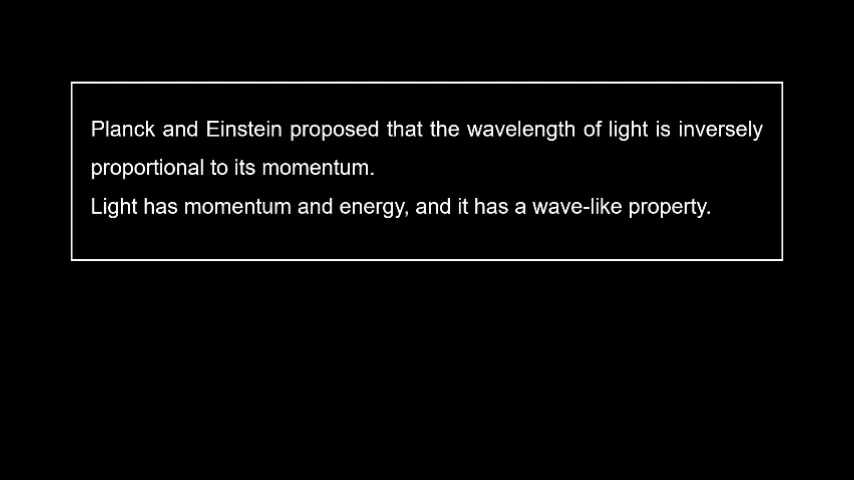 Planck and Einstein proposed that the wavelength of light is inversely
proportional to its momentum.
Light has momentum and energy, and it has a wave-like property.